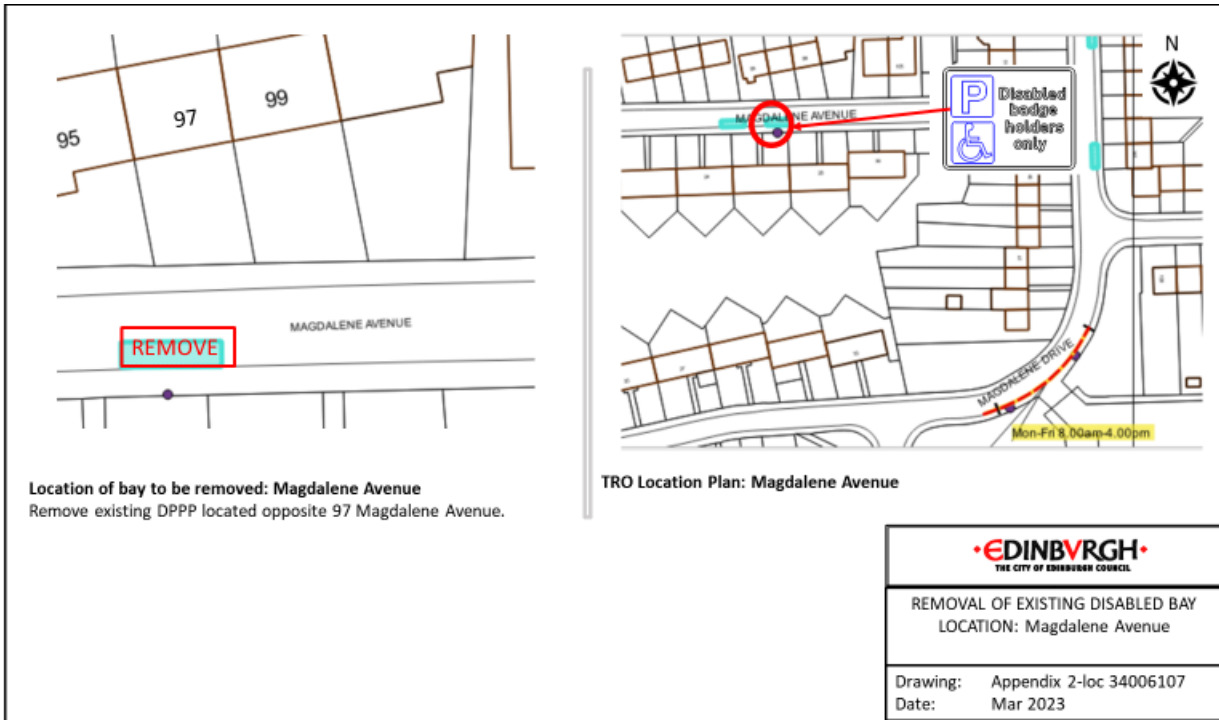 95
97
99
MAGDALENE AVENUE
REMOVE
Location of bay to be removed: Magdalene Avenue
Remove existing DPPP located opposite 97 Magdalene Avenue.
N
MAGDALENE AVENUE
P
Disabled
badge
holders
only
MAGDALENE DRIVE
Mon-Fri 8.00am-4.00pm
TRO Location Plan: Magdalene Avenue
EDINBVRGH
THE CITY OF EDINBURGH COUNCIL
REMOVAL OF EXISTING DISABLED BAY
LOCATION: Magdalene Avenue
Drawing: Appendix 2-loc 34006107
Date: Mar 2023